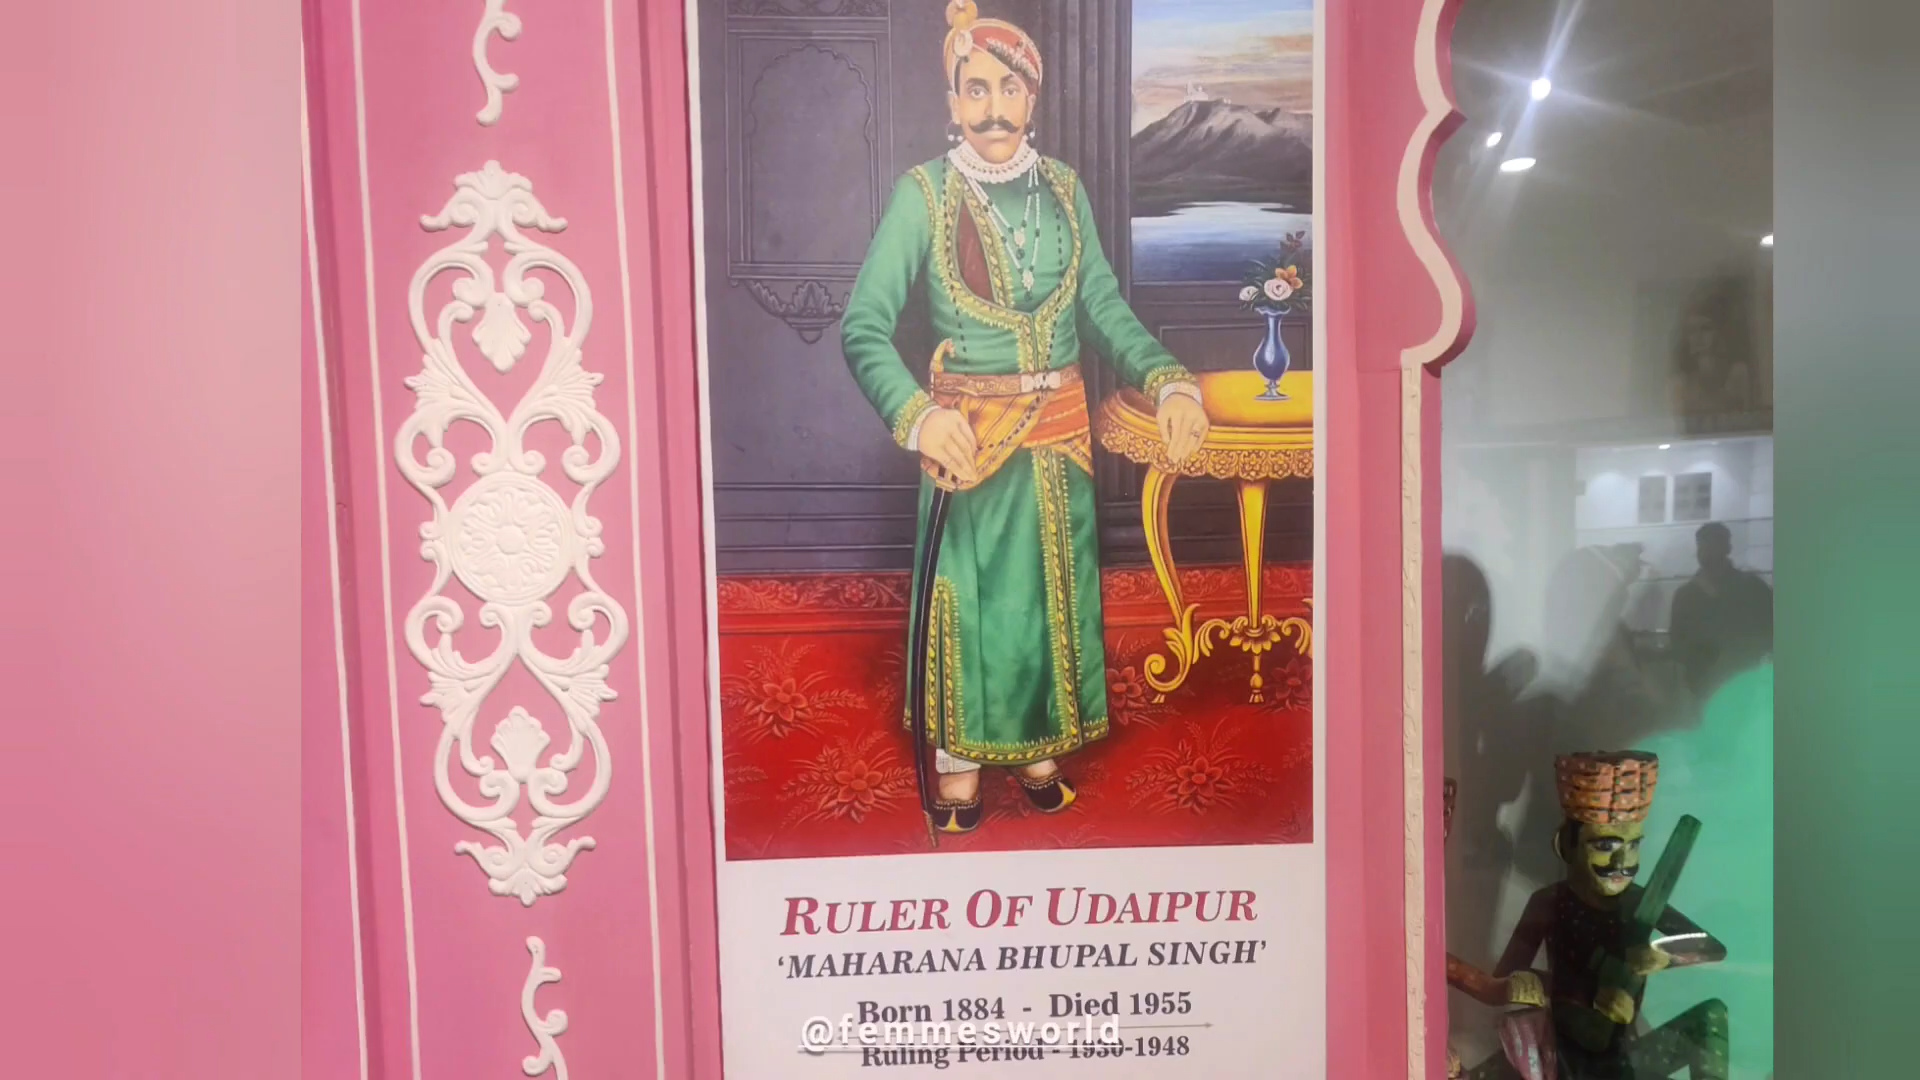 RULER OF UDAIPUR
‘MAHARANA BHUPAL SINGH’
Born 1884 - Died 1955
@femmesworld
Ruling Period - 1930-1948